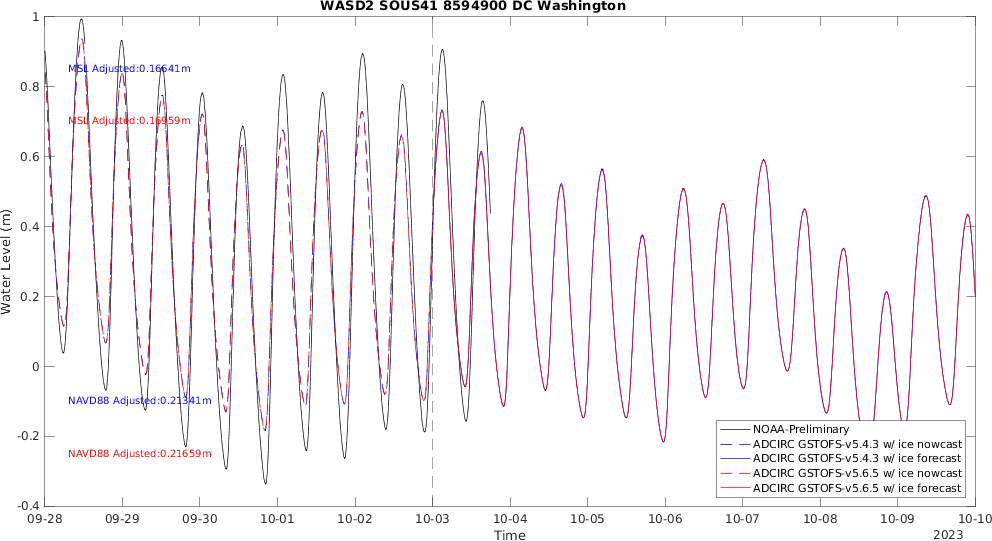 WASD2 SOUS41 8594900 DC Washington
1
0.8
0.6
0.4
0.2
0
-0.2
-0.4
Water Level (m)
MSL Adjusted:0.16641m
MSL Adjusted:0.16959m
NAVD88 Adjusted:0.21341m
NAVD88 Adjusted:0.21659m
NOAA-Preliminary
ADCIRC GSTOFS-v5.4.3 w/ ice nowcast
ADCIRC GSTOFS-v5.4.3 w/ ice forecast
ADCIRC GSTOFS-v5.6.5 w/ ice nowcast
ADCIRC GSTOFS-v5.6.5 w/ ice forecast
09-28 09-29 09-30 10-01 10-02 10-03 10-04 10-05 10-06 10-07 10-08 10-09 10-10
Time
2023